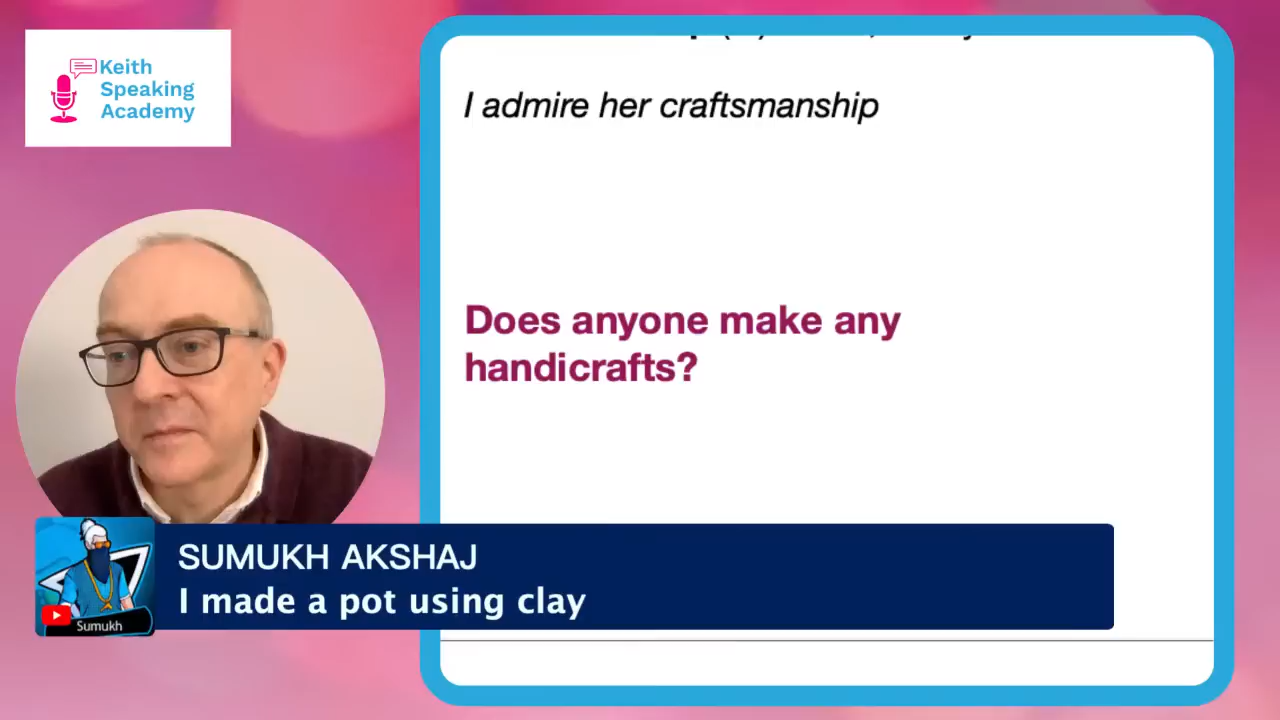 Keith
Speaking
Academy
I admire her craftsmanship
Does anyone make any
handicrafts?
SUMUKH AKSHAJ
I made a pot using clay
Sumukh